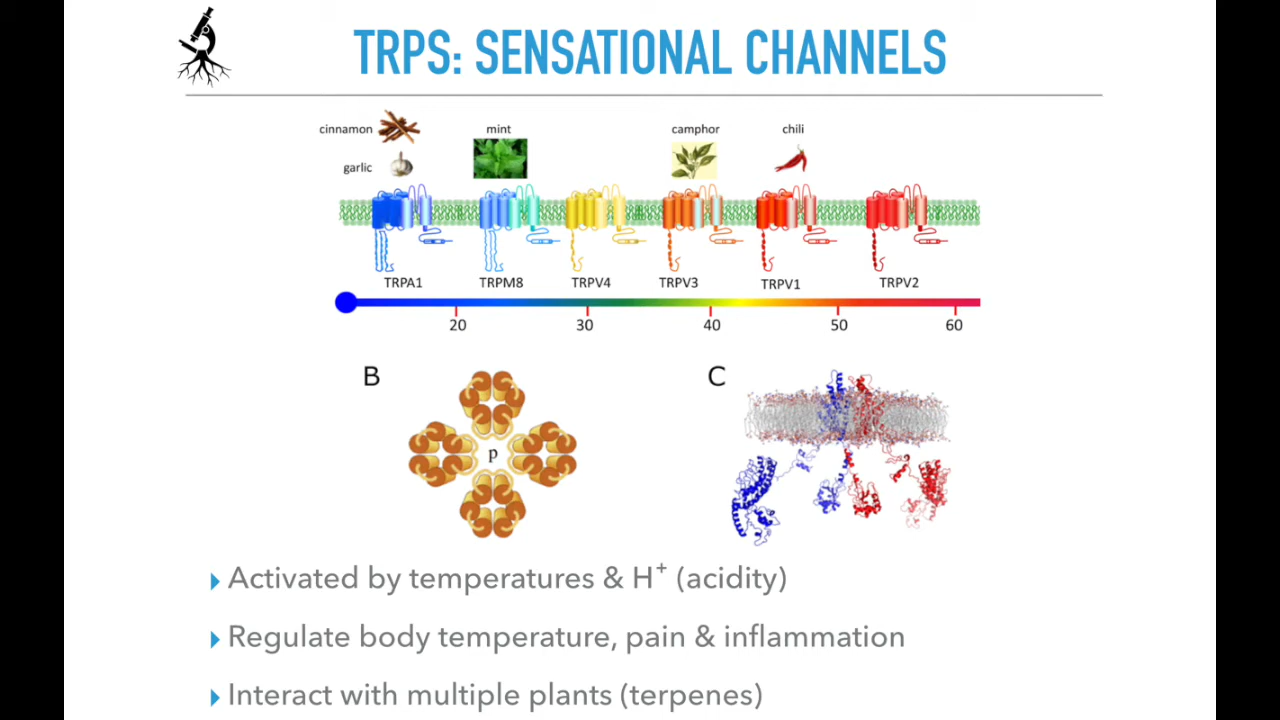 TRPS: SENSATIONAL CHANNELS
cinnamon
mint
camphor
chili
garlic
TRPA1
TRPM8
TRPV4
TRPV3
TRPV1
TRPV2
20
30
40
50
60
B
C
p
Activated by temperatures & H⁺ (acidity)
Regulate body temperature, pain & inflammation
Interact with multiple plants (terpenes)